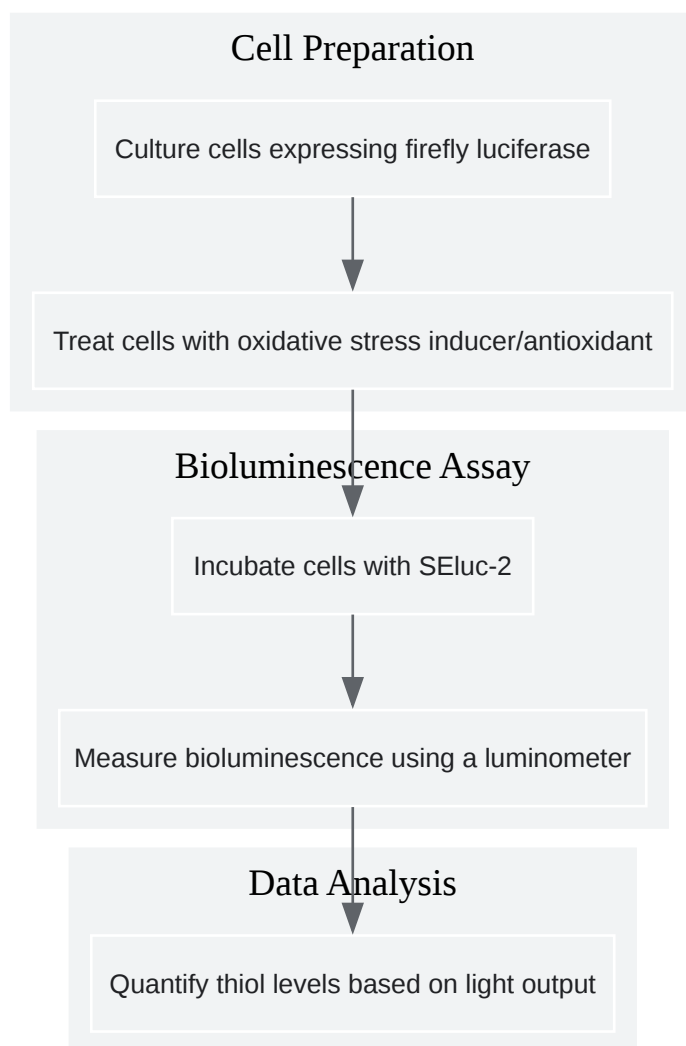 Cell Preparation
Culture cells expressing firefly luciferase
Treat cells with oxidative stress inducer/antioxidant
Bioluminescence Assay
Incubate cells with SEluc-2
Measure bioluminescence using a luminometer
Data Analysis
Quantify thiol levels based on light output